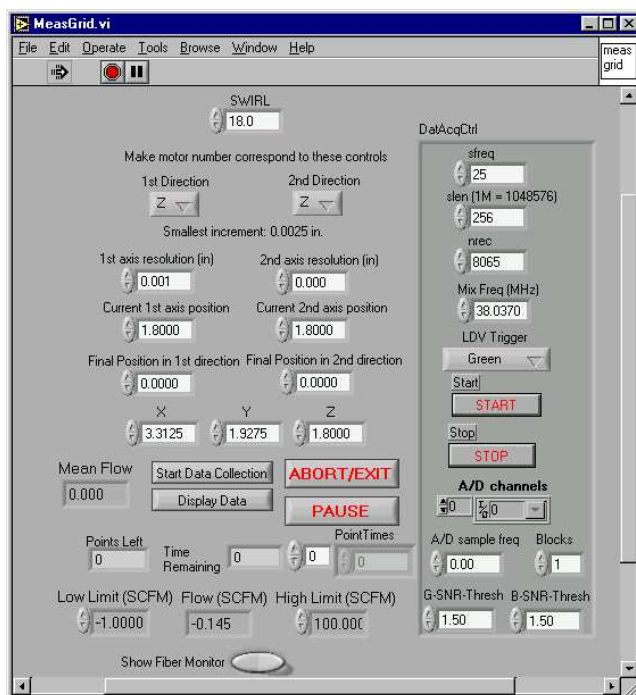 MeasGrid.vi
File Edit Operate Tools Browse Window Help
meas
grid
SWIRL
18.0
Make motor number correspond to these controls
1st Direction 2nd Direction
Z Z
Smallest increment: 0.0025 in.
1st axis resolution (in) 2nd axis resolution (in)
0.001 0.000
Current 1st axis position Current 2nd axis position
1.8000 1.8000
Final Position in 1st direction Final Position in 2nd direction
0.0000 0.0000
X Y Z
3.3125 1.9275 1.8000
Mean Flow
0.000
Start Data Collection
Display Data
ABORT/EXIT
PAUSE
Points Left
0
Time
Remaining
0
0
PointTimes
0
Low Limit (SCFM) Flow (SCFM) High Limit (SCFM)
-1.0000 -0.145 100.000
Show Fiber Monitor
DatAcqCtrl
sfreq
25
slen (1M = 1048576)
256
nrec
8065
Mix Freq (MHz)
38.0370
LDV Trigger
Green
Start
START
Stop
STOP
A/D channels
0 0
A/D sample freq Blocks
0.00 1
G-SNR-Thresh B-SNR-Thresh
1.50 1.50